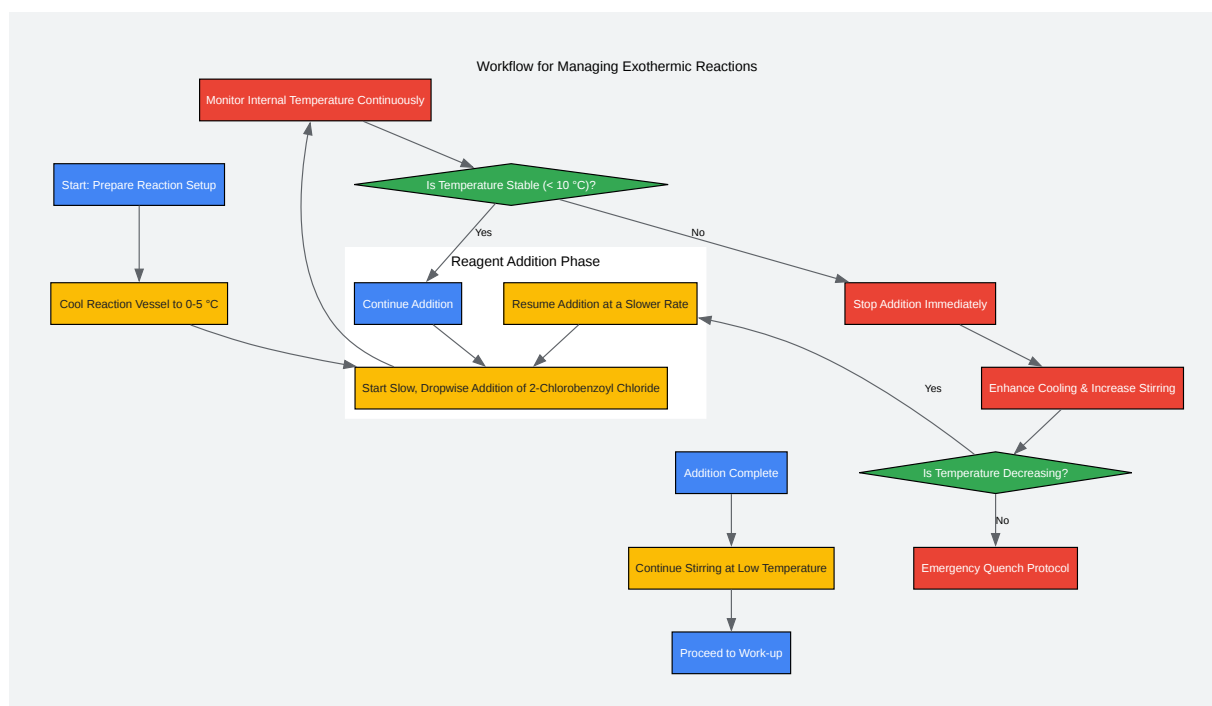 Workflow for Managing Exothermic Reactions
Monitor Internal Temperature Continuously
Start: Prepare Reaction Setup
Is Temperature Stable (< 10 °C)?
Yes
No
Reagent Addition Phase
Cool Reaction Vessel to 0-5 °C
Continue Addition
Resume Addition at a Slower Rate
Stop Addition Immediately
Start Slow, Dropwise Addition of 2-Chlorobenzoyl Chloride
Yes
Enhance Cooling & Increase Stirring
Addition Complete
Is Temperature Decreasing?
No
Continue Stirring at Low Temperature
Emergency Quench Protocol
Proceed to Work-up